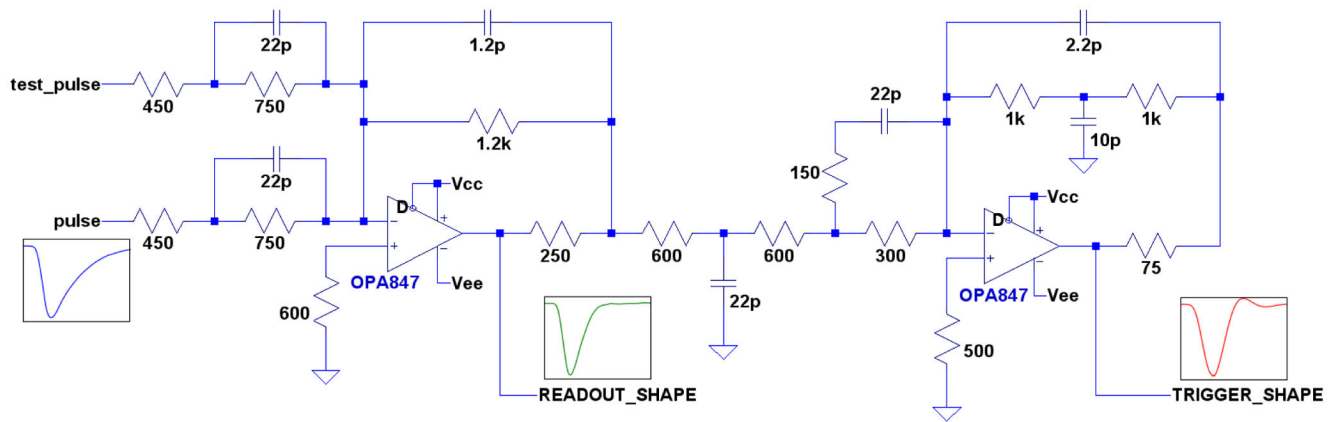 22p
1.2p
2.2p
test_pulse
450
750
1.2k
22p
1k
1k
10p
22p
150
pulse
450
750
D
Vcc
-
+
+
-
OPA847
Vee
600
250
600
600
300
22p
D
Vcc
-
+
+
-
OPA847
Vee
75
500
READOUT_SHAPE
TRIGGER_SHAPE